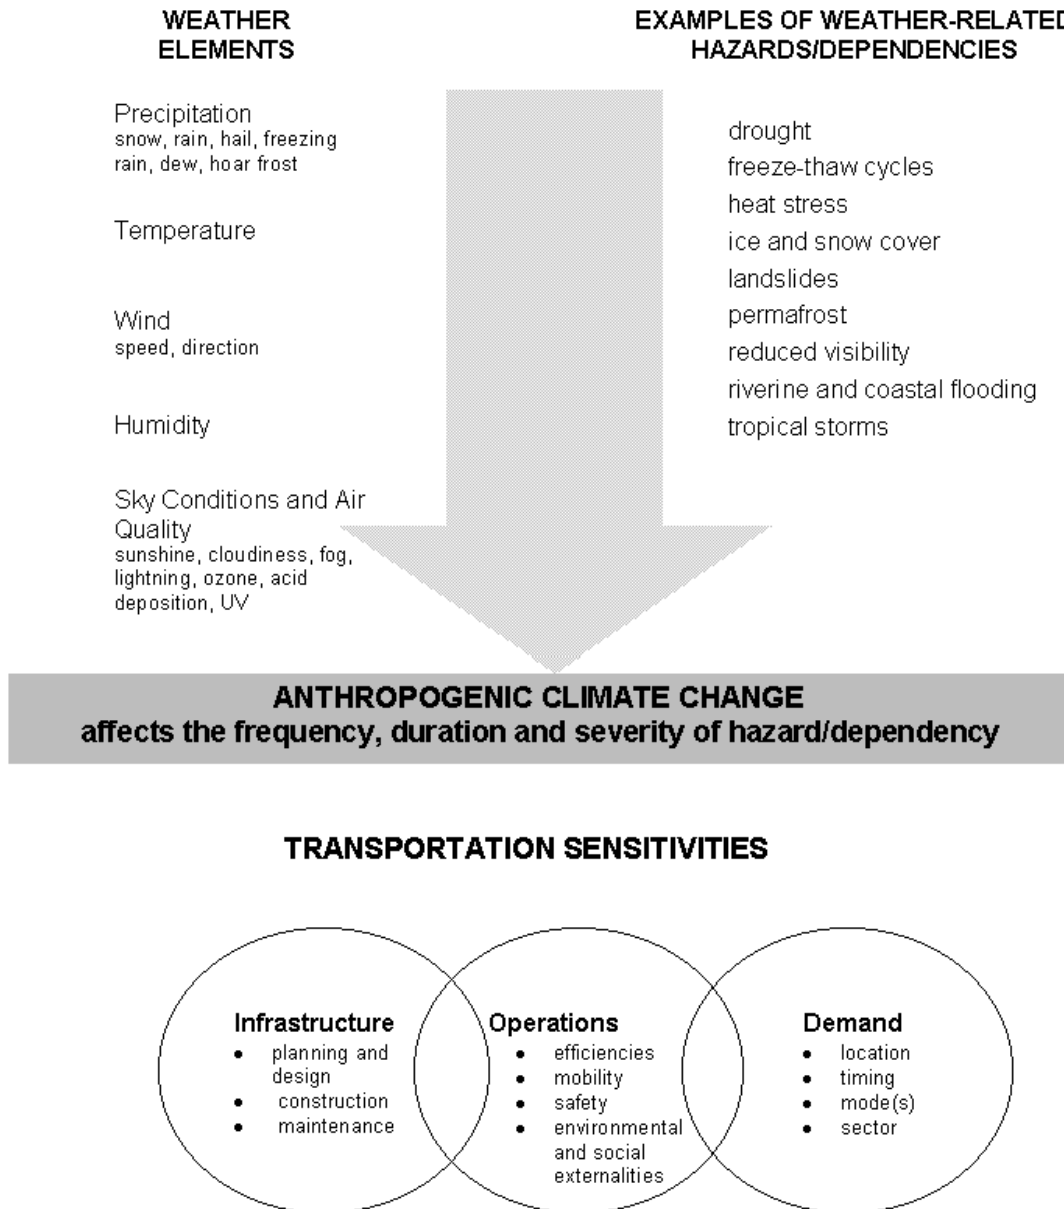 WEATHER
ELEMENTS
Precipitation
snow, rain, hail, freezing
rain, dew, hoar frost
Temperature
Wind
speed, direction
Humidity
Sky Conditions and Air
Quality
sunshine, cloudiness, fog,
lightning, ozone, acid
deposition, UV
EXAMPLES OF WEATHER-RELATED
HAZARDS/DEPENDENCIES
drought
freeze-thaw cycles
heat stress
ice and snow cover
landslides
permafrost
reduced visibility
riverine and coastal flooding
tropical storms
ANTHROPOGENIC CLIMATE CHANGE
affects the frequency, duration and severity of hazard/dependency
TRANSPORTATION SENSITIVITIES
Infrastructure
• planning and
design
• construction
• maintenance
Operations
• efficiencies
• mobility
• safety
• environmental
and social
externalities
Demand
• location
• timing
• mode(s)
• sector